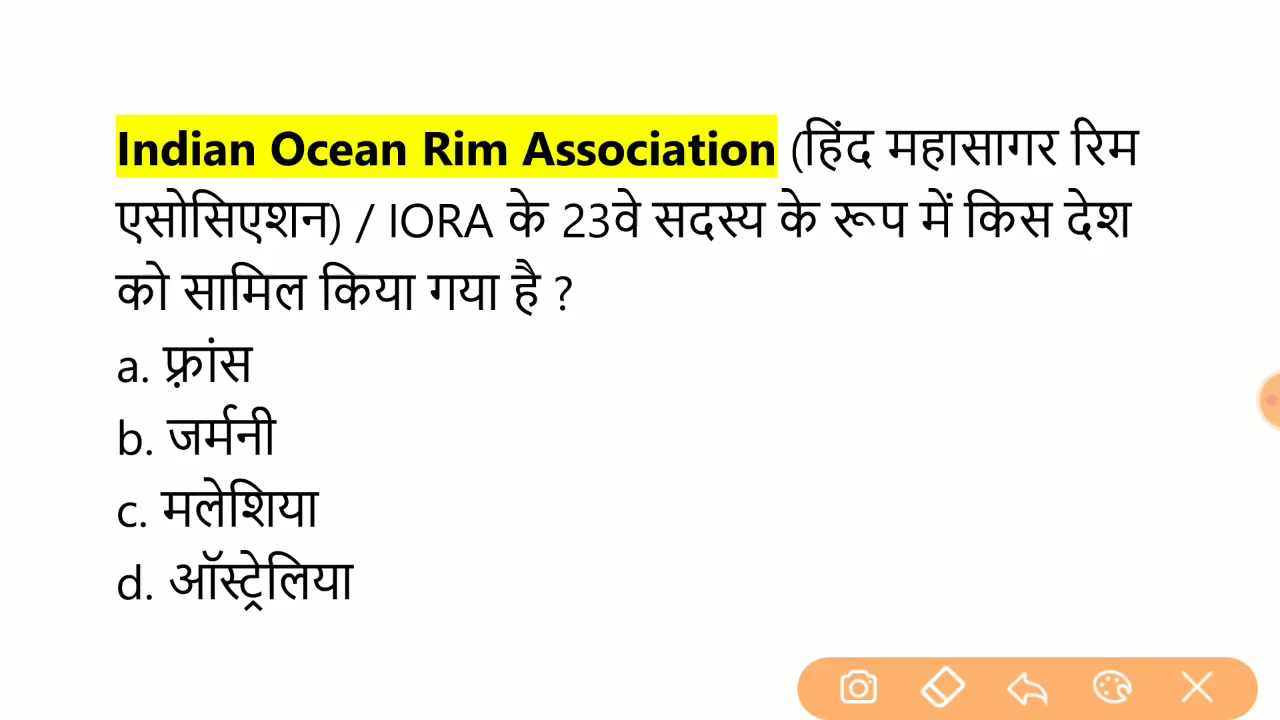 Indian Ocean Rim Association (हिंद महासागर रिम
एसोसिएशन) / IORA के 23वे सदस्य के रूप में किस देश
को सामिल किया गया है ?
a. फ़्रांस
b. जर्मनी
c. मलेशिया
d. ऑस्ट्रेलिया